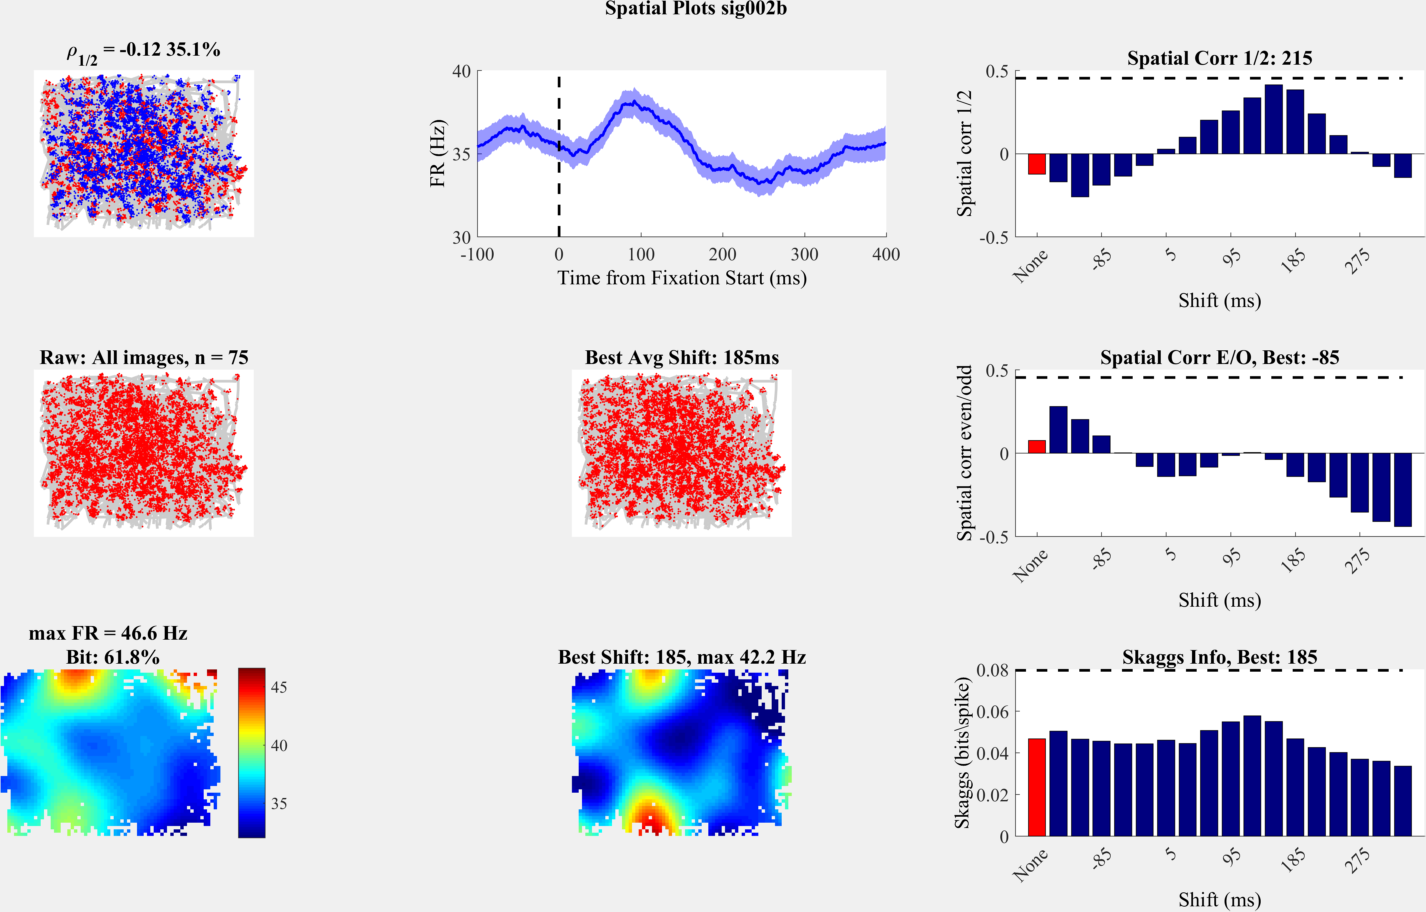 Spatial Plots sig002b
ρ1/2 = -0.12 35.1%
40
35
30
FR (Hz)
-100 0 100 200 300 400
Time from Fixation Start (ms)
Spatial Corr 1/2: 215
0.5
0
-0.5
Spatial corr 1/2
None -85 5 95 185 275
Shift (ms)
Raw: All images, n = 75
Best Avg Shift: 185ms
Spatial Corr E/O, Best: -85
0.5
0
-0.5
Spatial corr even/odd
None -85 5 95 185 275
Shift (ms)
max FR = 46.6 Hz
Bit: 61.8%
45
40
35
Best Shift: 185, max 42.2 Hz
Skaggs Info, Best: 185
0.08
0.06
0.04
0.02
0
Skaggs (bits\spike)
None -85 5 95 185 275
Shift (ms)